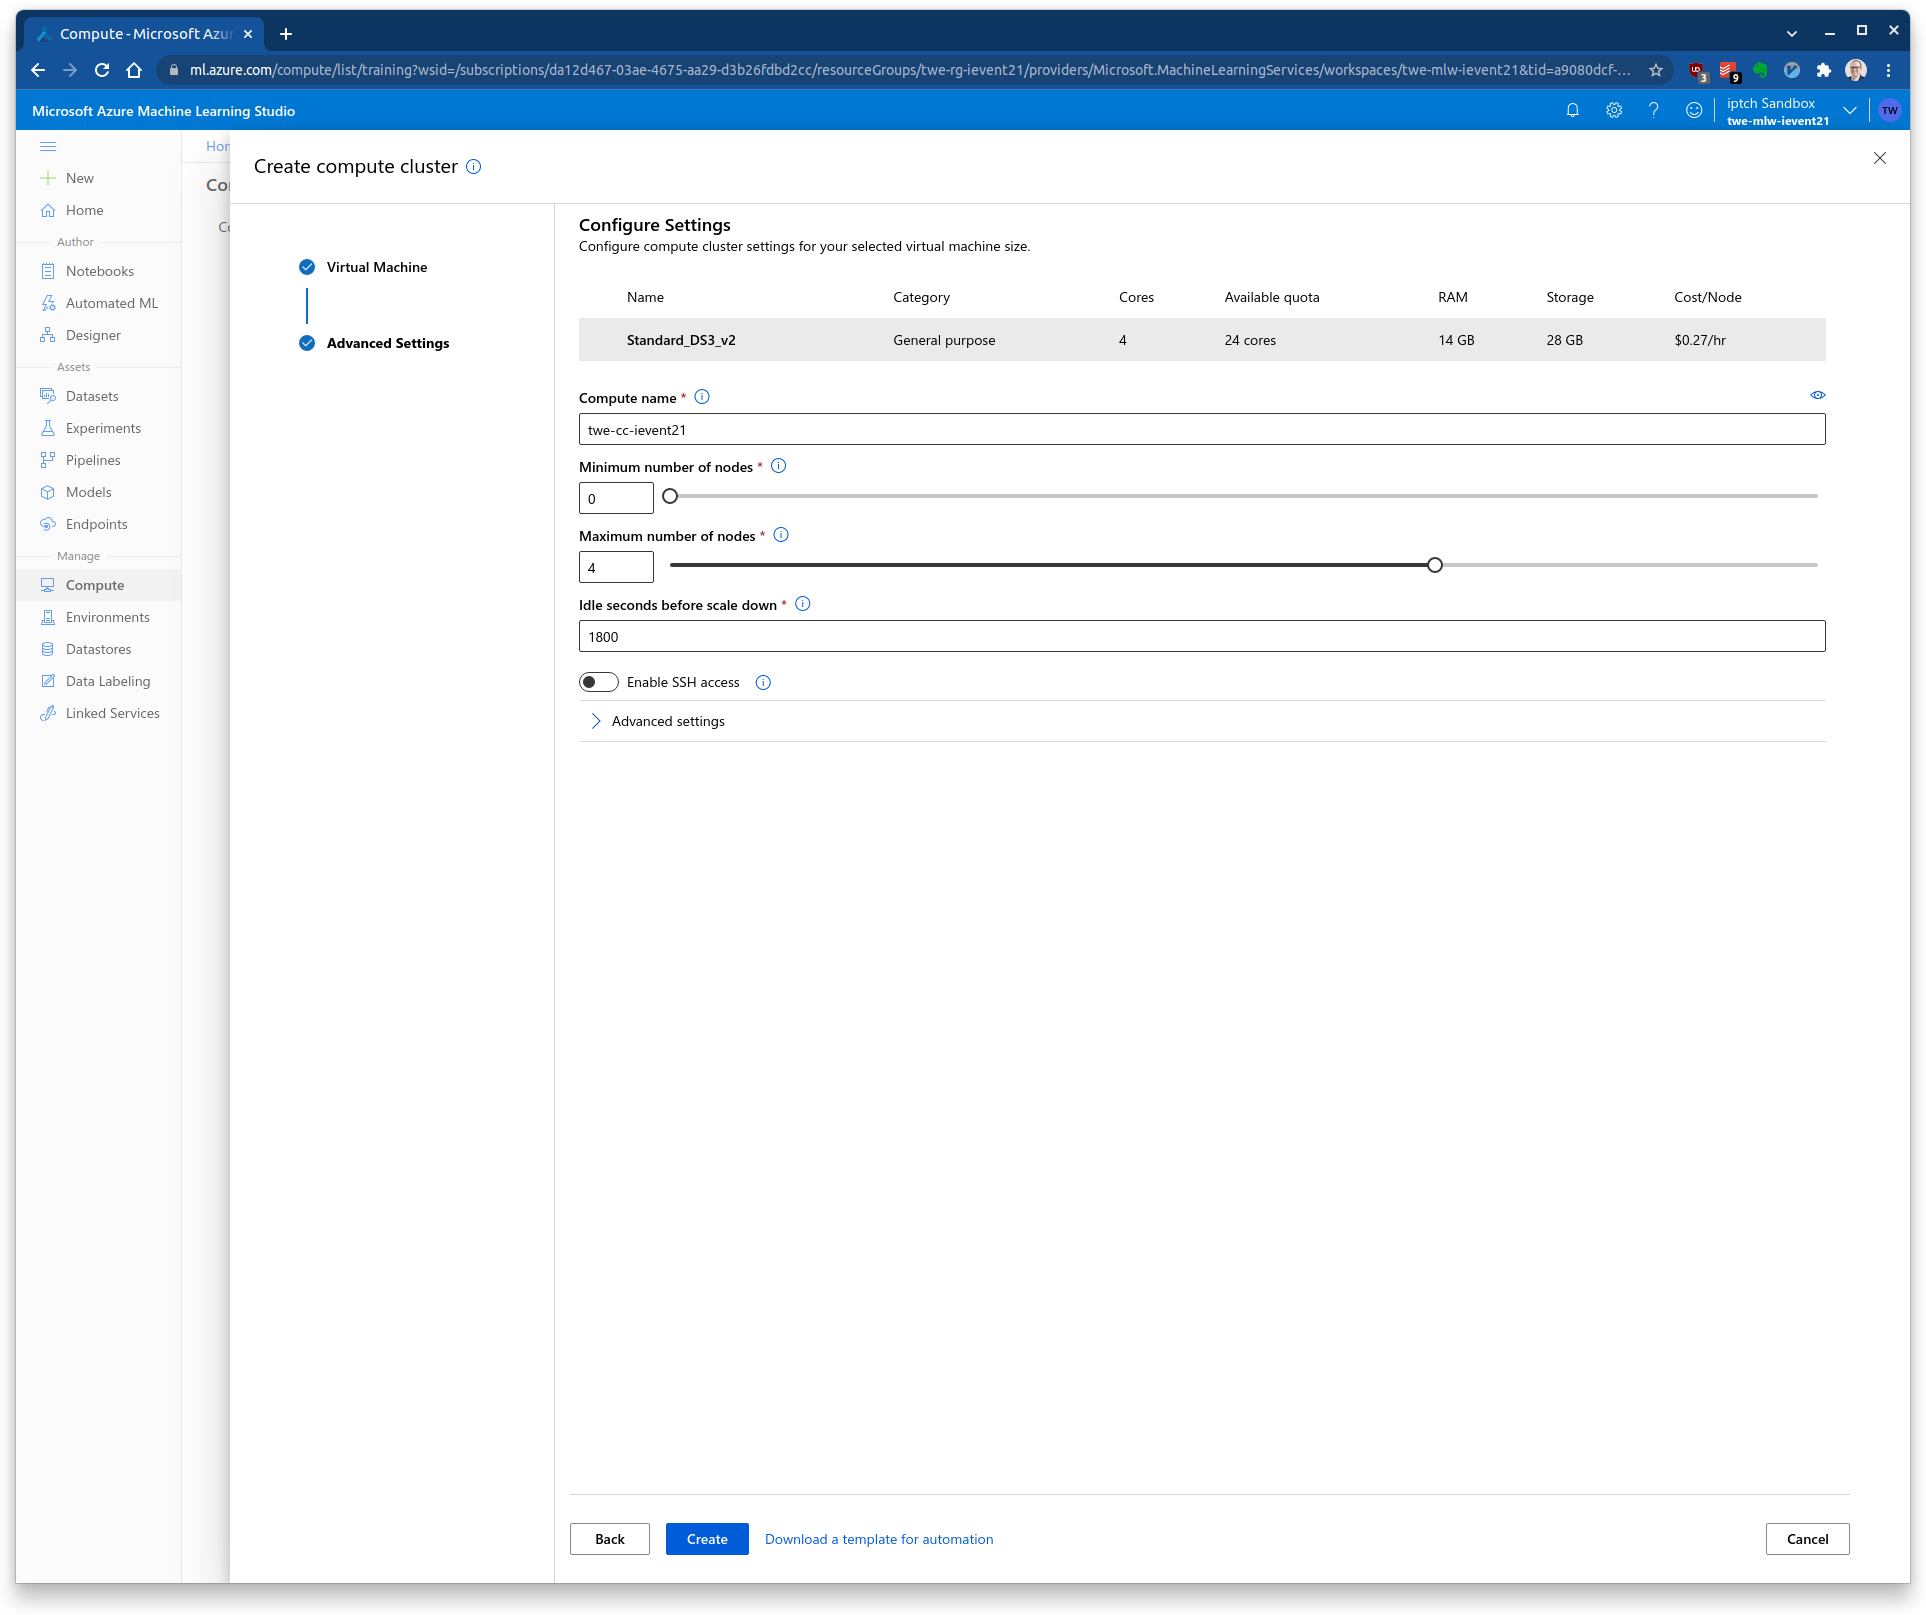 Compute - Microsoft Azur
ml.azure.com/compute/list/training?wsid=/subscriptions/da12d467-03ae-4675-aa29-d3b26fdbd2cc/resourceGroups/twe-rg-ievent21/providers/Microsoft.MachineLearningServices/workspaces/twe-mlw-ievent21&tid=a9080dcf-...
3
9
Microsoft Azure Machine Learning Studio
?
iptch Sandbox
twe-mlw-ievent21
TW
New
Home
Author
Notebooks
Automated ML
Designer
Assets
Datasets
Experiments
Pipelines
Models
Endpoints
Manage
Compute
Environments
Datastores
Data Labeling
Linked Services
Hor
Co
Create compute cluster
Virtual Machine
Advanced Settings
Configure Settings
Configure compute cluster settings for your selected virtual machine size.
Name Category Cores Available quota RAM Storage Cost/Node
Standard_DS3_v2 General purpose 4 24 cores 14 GB 28 GB $0.27/hr
Compute name *
twe-cc-ievent21
Minimum number of nodes *
0
Maximum number of nodes *
4
Idle seconds before scale down *
1800
Enable SSH access
Advanced settings
Back Create Download a template for automation Cancel